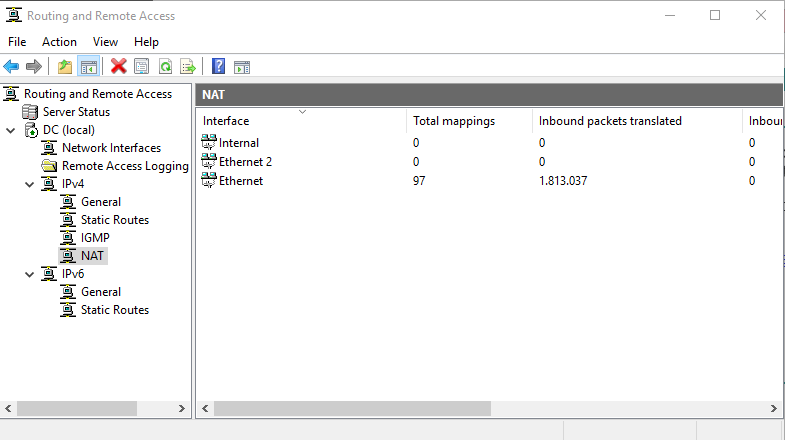 Routing and Remote Access
File Action View Help
Routing and Remote Access
Server Status
DC (local)
Network Interfaces
Remote Access Logging
IPv4
General
Static Routes
IGMP
NAT
IPv6
General
Static Routes
NAT
Interface Total mappings Inbound packets translated Inbou
Internal 0 0 0
Ethernet 2 0 0 0
Ethernet 97 1.813.037 0